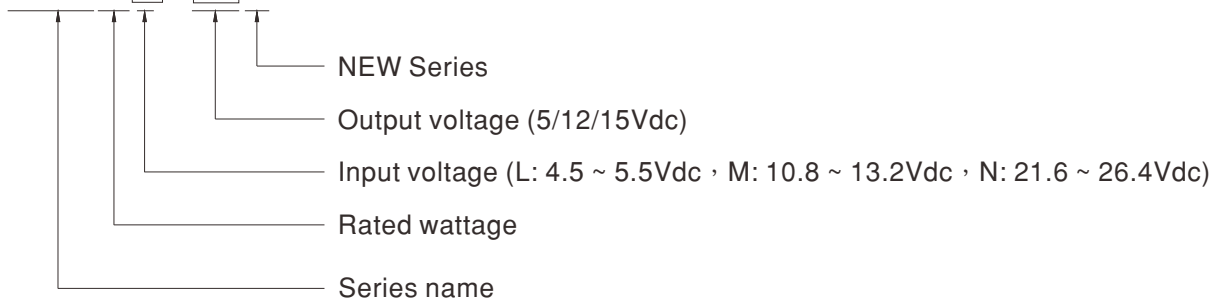 NEW Series
Output voltage (5/12/15Vdc)
Input voltage (L: 4.5 ~ 5.5Vdc，M: 10.8 ~ 13.2Vdc，N: 21.6 ~ 26.4Vdc)
Rated wattage
Series name